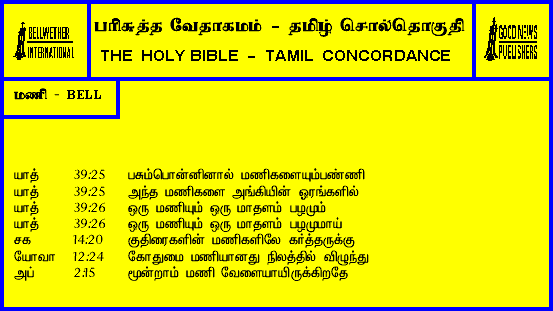 BELLWETHER
INTERNATIONAL
பரிசுத்த வேதாகமம் - தமிழ் சொல்தொகுதி
THE HOLY BIBLE - TAMIL CONCORDANCE
GOOD NEWS
PUBLISHERS
மணி - BELL
யாத் 39:25 பசும்பொன்னினால் மணிகளையும்பண்ணி
யாத் 39:25 அந்த மணிகளை அங்கியின் ஓரங்களில்
யாத் 39:26 ஒரு மணியும் ஒரு மாதளம் பழமும்
யாத் 39:26 ஒரு மணியும் ஒரு மாதளம் பழமுமாய்
சக 14:20 குதிரைகளின் மணிகளிலே கர்த்தருக்கு
யோவா 12:24 கோதுமை மணியானது நிலத்தில் விழுந்து
அப் 2:15 மூன்றாம் மணி வேளையாயிருக்கிறதே